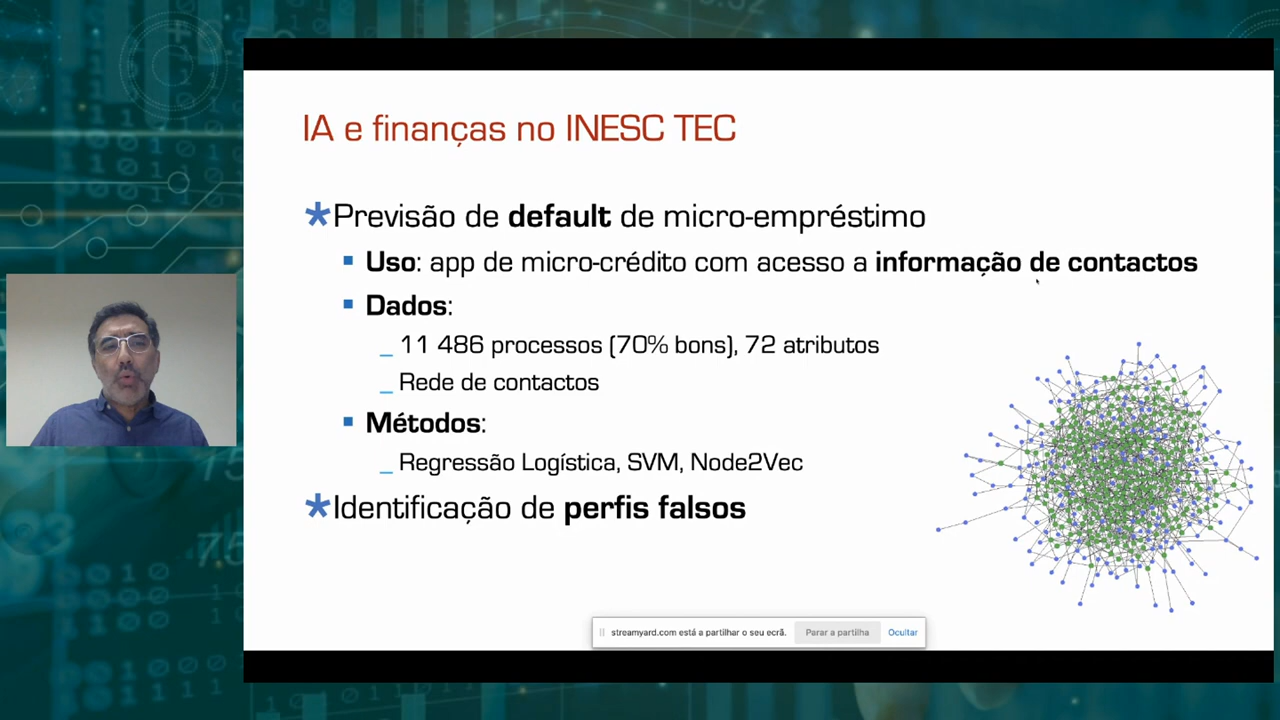 IA e finanças no INESC TEC
*Previsão de default de micro-empréstimo
▪ Uso: app de micro-crédito com acesso a informação de contactos
▪ Dados:
_ 11 486 processos (70% bons), 72 atributos
_ Rede de contactos
▪ Métodos:
_ Regressão Logística, SVM, Node2Vec
*Identificação de perfis falsos
streamyard.com está a partilhar o seu ecrã. Parar a partilha Ocultar